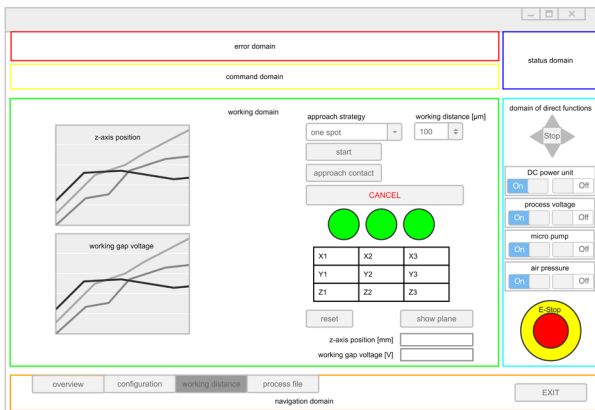 error domain
command domain
status domain
working domain
z-axis position
working gap voltage
approach strategy
working distance [µm]
one spot
100
start
approach contact
CANCEL
X1 X2 X3
Y1 Y2 Y3
Z1 Z2 Z3
reset
show plane
z-axis position [mm]
working gap voltage [V]
domain of direct functions
Stop
DC power unit
On Off
process voltage
On Off
micro pump
On Off
air pressure
On Off
E-Stop
overview
configuration
working distance
process file
navigation domain
EXIT